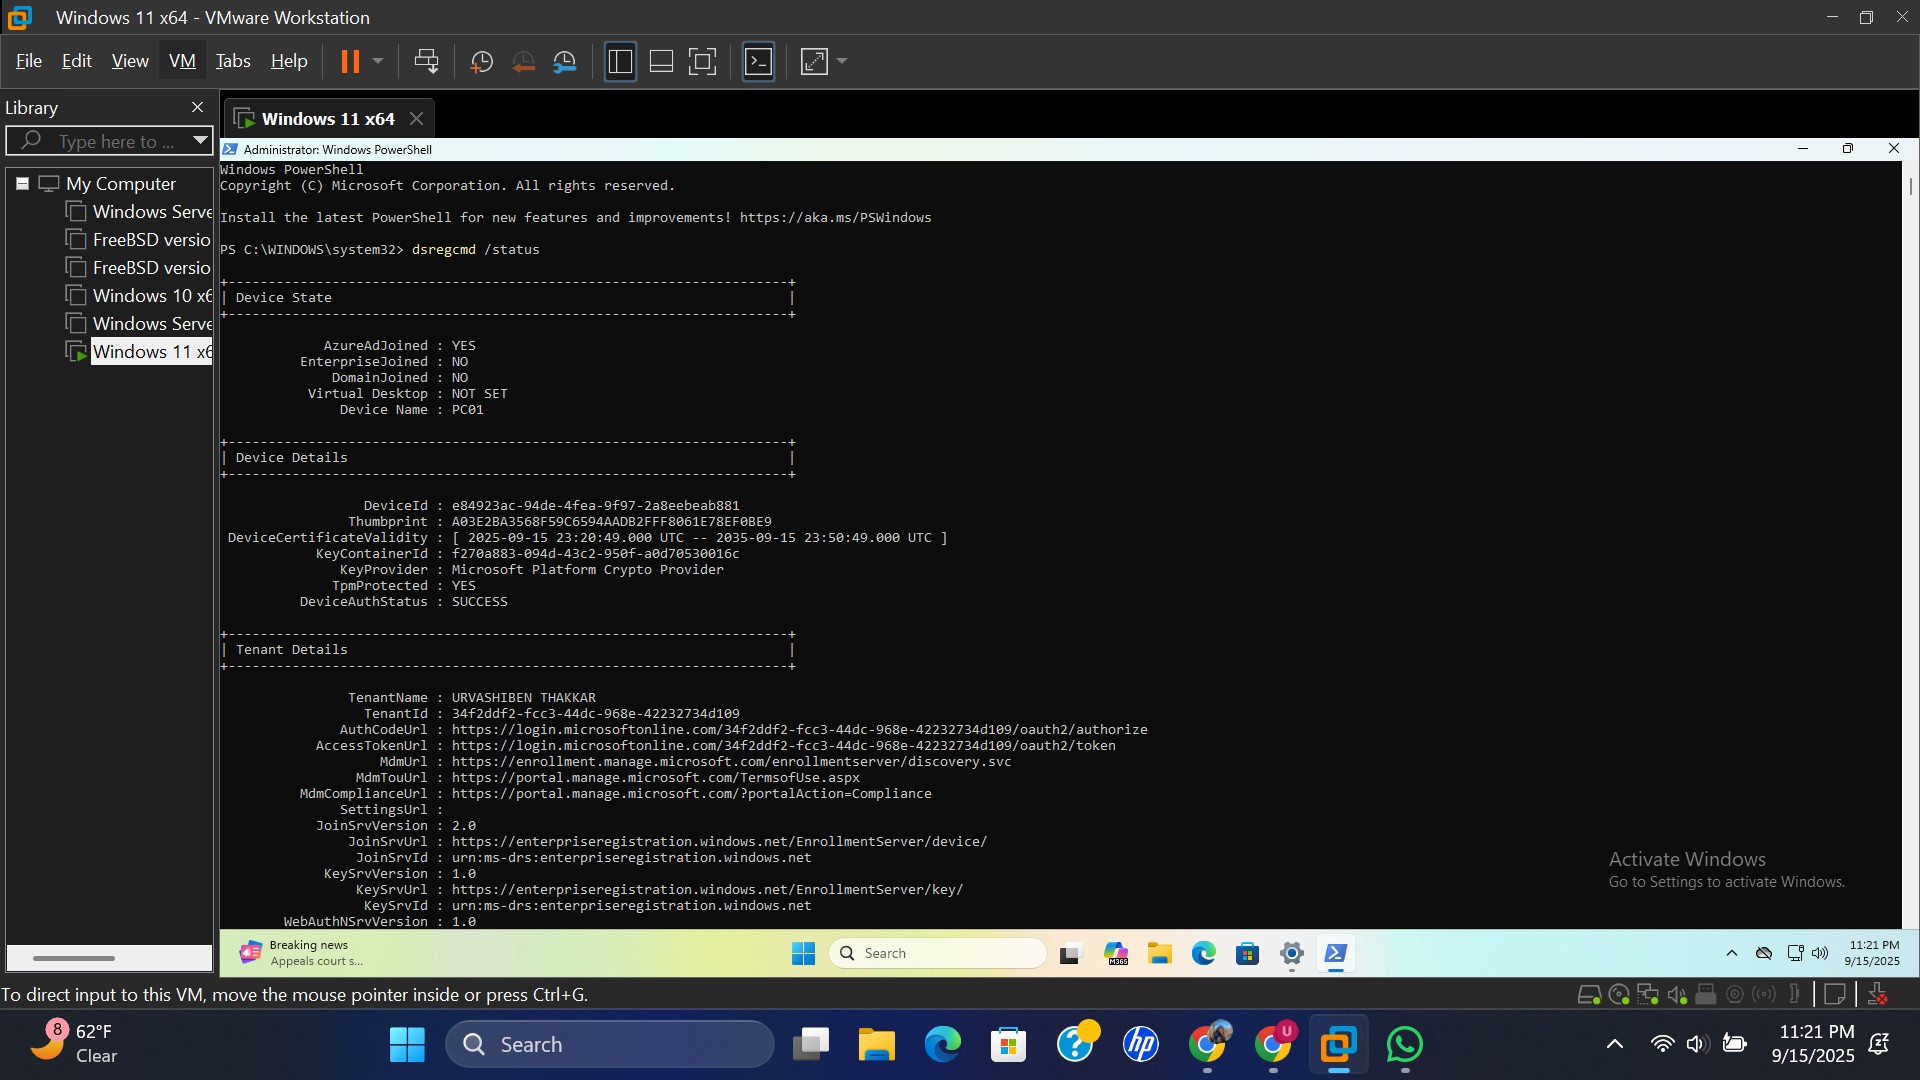 Windows 11 x64 - VMware Workstation
File Edit View VM Tabs Help
Library
Type here to ...
My Computer
Windows Serve
FreeBSD versio
FreeBSD versio
Windows 10 x6
Windows Serve
Windows 11 x6
Windows 11 x64
Administrator: Windows PowerShell
Windows PowerShell
Copyright (C) Microsoft Corporation. All rights reserved.
Install the latest PowerShell for new features and improvements! https://aka.ms/PSWindows
PS C:\WINDOWS\system32> dsregcmd /status
+----------------------------------------------------------------------+
| Device State                                                         |
+----------------------------------------------------------------------+
AzureAdJoined : YES
EnterpriseJoined : NO
DomainJoined : NO
Virtual Desktop : NOT SET
Device Name : PC01
+----------------------------------------------------------------------+
| Device Details                                                       |
+----------------------------------------------------------------------+
DeviceId : e84923ac-94de-4fea-9f97-2a8eebeab881
Thumbprint : A03E2BA3568F59C6594AADB2FFF8061E78EF0BE9
DeviceCertificateValidity : [ 2025-09-15 23:20:49.000 UTC -- 2035-09-15 23:50:49.000 UTC ]
KeyContainerId : f270a883-094d-43c2-950f-a0d70530016c
KeyProvider : Microsoft Platform Crypto Provider
TpmProtected : YES
DeviceAuthStatus : SUCCESS
+----------------------------------------------------------------------+
| Tenant Details                                                       |
+----------------------------------------------------------------------+
TenantName : URVASHIBEN THAKKAR
TenantId : 34f2ddf2-fcc3-44dc-968e-42232734d109
AuthCodeUrl : https://login.microsoftonline.com/34f2ddf2-fcc3-44dc-968e-42232734d109/oauth2/authorize
AccessTokenUrl : https://login.microsoftonline.com/34f2ddf2-fcc3-44dc-968e-42232734d109/oauth2/token
MdmUrl : https://enrollment.manage.microsoft.com/enrollmentserver/discovery.svc
MdmTouUrl : https://portal.manage.microsoft.com/TermsofUse.aspx
MdmComplianceUrl : https://portal.manage.microsoft.com/?portalAction=Compliance
SettingsUrl :
JoinSrvVersion : 2.0
JoinSrvUrl : https://enterpriseregistration.windows.net/EnrollmentServer/device/
JoinSrvId : urn:ms-drs:enterpriseregistration.windows.net
KeySrvVersion : 1.0
KeySrvUrl : https://enterpriseregistration.windows.net/EnrollmentServer/key/
KeySrvId : urn:ms-drs:enterpriseregistration.windows.net
WebAuthNSrvVersion : 1.0
Activate Windows
Go to Settings to activate Windows.
Breaking news
Appeals court s...
Search
M365
11:21 PM
9/15/2025
To direct input to this VM, move the mouse pointer inside or press Ctrl+G.
8
62°F
Clear
Search
hp
U
11:21 PM
9/15/2025